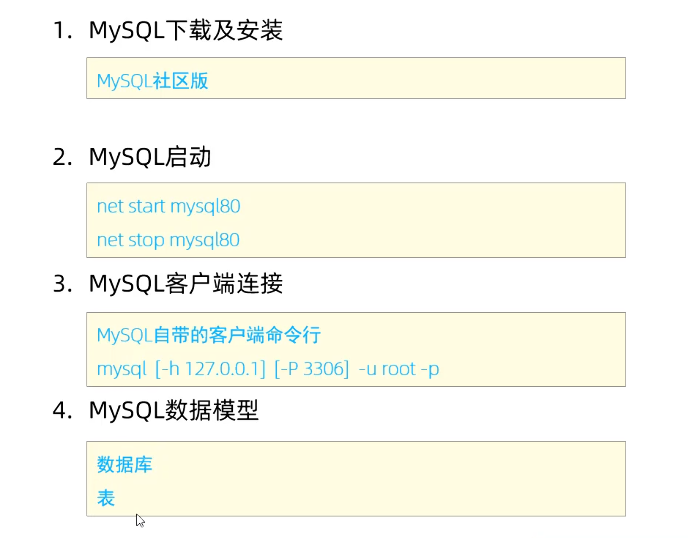 1. MySQL下载及安装
MySQL社区版
2. MySQL启动
net start mysql80
net stop mysql80
3. MySQL客户端连接
MySQL自带的客户端命令行
mysql [-h 127.0.0.1] [-P 3306] -u root -p
4. MySQL数据模型
数据库
表